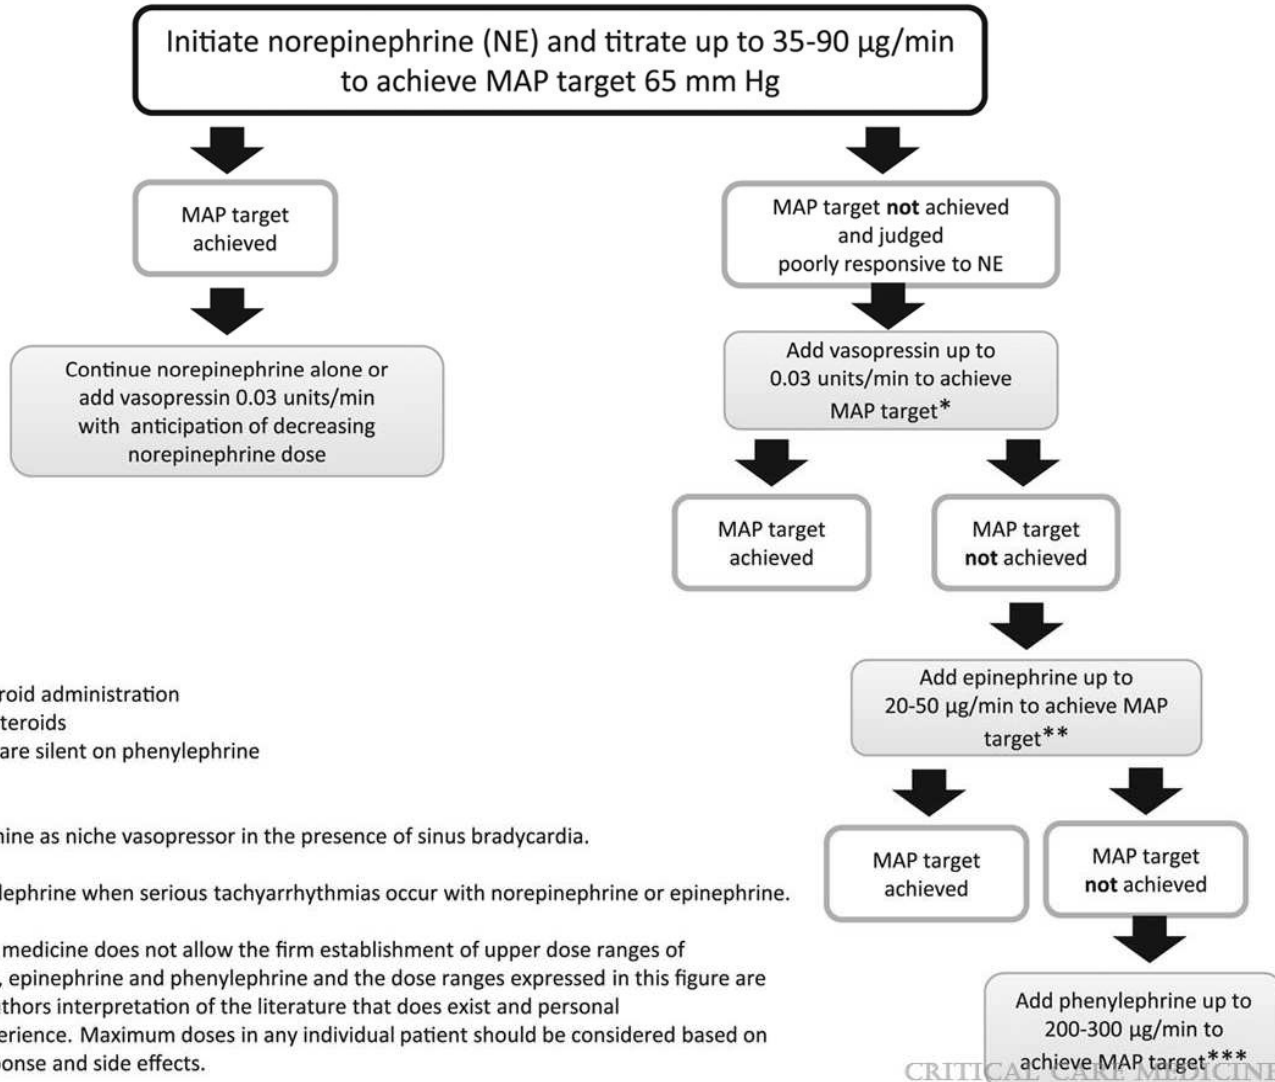 Initiate norepinephrine (NE) and titrate up to 35-90 µg/min
to achieve MAP target 65 mm Hg
MAP target
achieved
MAP target not achieved
and judged
poorly responsive to NE
Continue norepinephrine alone or
add vasopressin 0.03 units/min
with anticipation of decreasing
norepinephrine dose
Add vasopressin up to
0.03 units/min to achieve
MAP target*
MAP target
achieved
MAP target
not achieved
Add epinephrine up to
20-50 µg/min to achieve MAP
target**
MAP target
achieved
MAP target
not achieved
Add phenylephrine up to
200-300 µg/min to
achieve MAP target***
roid administration
teroids
are silent on phenylephrine
nine as niche vasopressor in the presence of sinus bradycardia.
lephrine when serious tachyarrhythmias occur with norepinephrine or epinephrine.
medicine does not allow the firm establishment of upper dose ranges of
, epinephrine and phenylephrine and the dose ranges expressed in this figure are
thors interpretation of the literature that does exist and personal
erience. Maximum doses in any individual patient should be considered based on
onse and side effects.
CRITICAL CARE MEDICINE